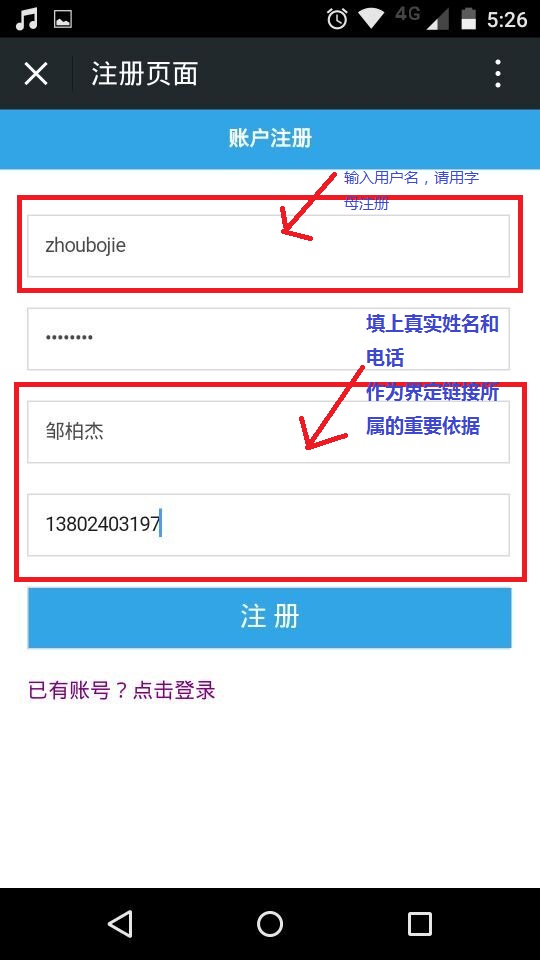 4G 5:26
注册页面
账户注册
输入用户名，请用字
母注册
zhoubojie
••••••••
填上真实姓名和
电话
作为界定链接所
属的重要依据
邹柏杰
13802403197
注 册
已有账号？点击登录